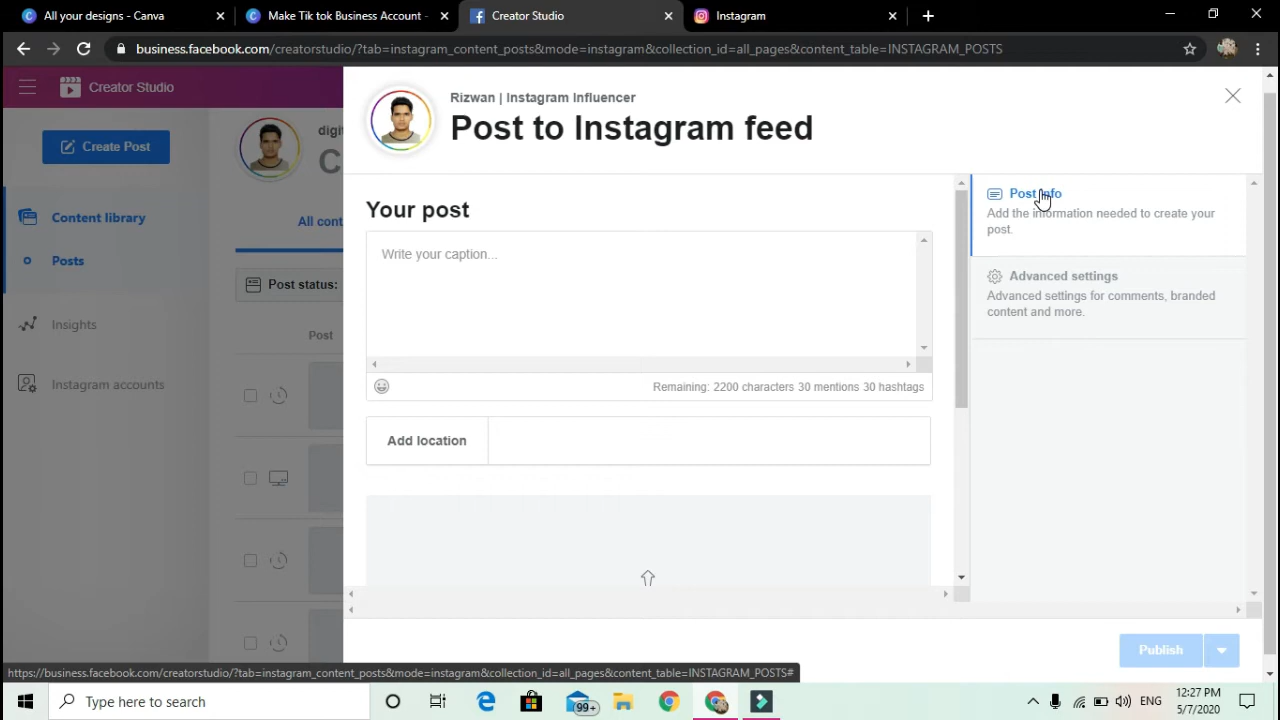 All your designs - Canva
Make Tik tok Business Account -
Creator Studio
Instagram
business.facebook.com/creatorstudio/?tab=instagram_content_posts&mode=instagram&collection_id=all_pages&content_table=INSTAGRAM_POSTS
Creator Studio
Create Post
Content library
Posts
Insights
Instagram accounts
digit
C
All cont
Post status:
Post
Rizwan | Instagram Influencer
Post to Instagram feed
Your post
Write your caption...
Remaining: 2200 characters 30 mentions 30 hashtags
Add location
Post info
Add the information needed to create your
post.
Advanced settings
Advanced settings for comments, branded
content and more.
Publish
https://business.facebook.com/creatorstudio/?tab=instagram_content_posts&mode=instagram&collection_id=all_pages&content_table=INSTAGRAM_POSTS#
Type here to search
99+
ENG
12:27 PM
5/7/2020